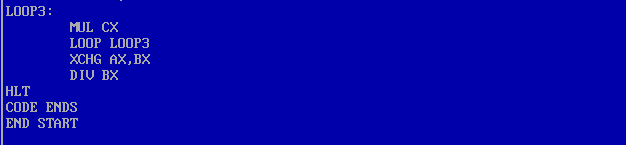 LOOP3:
MUL CX
LOOP LOOP3
XCHG AX,BX
DIV BX
HLT
CODE ENDS
END START